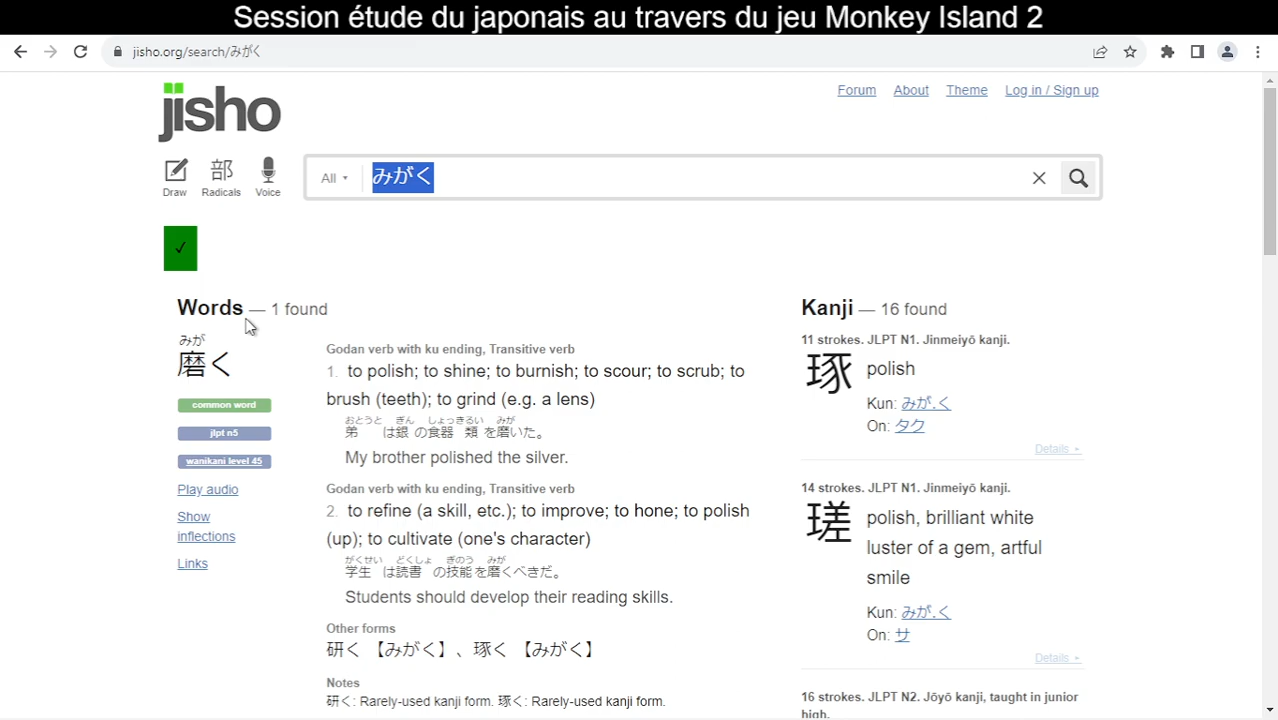 Session étude du japonais au travers du jeu Monkey Island 2
jisho.org/search/みがく
jisho
Forum About Theme Log in / Sign up
部
All みがく
Draw Radicals Voice
✓
Words — 1 found
みが
磨く
common word
jlpt n5
wanikani level 45
Play audio
Show
inflections
Links
Godan verb with ku ending, Transitive verb
1. to polish; to shine; to burnish; to scour; to scrub; to
brush (teeth); to grind (e.g. a lens)
おとうと ぎん しょっきるい みが
弟 は銀 の食器 類 を磨いた。
My brother polished the silver.
Godan verb with ku ending, Transitive verb
2. to refine (a skill, etc.); to improve; to hone; to polish
(up); to cultivate (one's character)
がくせい どくしょ ぎのう みが
学生 は読書 の技能を磨くべきだ。
Students should develop their reading skills.
Other forms
研く 【みがく】、琢く 【みがく】
Notes
研く: Rarely-used kanji form. 琢く: Rarely-used kanji form.
Kanji — 16 found
11 strokes. JLPT N1. Jinmeiyō kanji.
琢 polish
Kun: みが.く
On: タク
Details
14 strokes. JLPT N1. Jinmeiyō kanji.
瑳 polish, brilliant white
luster of a gem, artful
smile
Kun: みが.く
On: サ
Details
16 strokes. JLPT N2. Jōyō kanji, taught in junior
high.